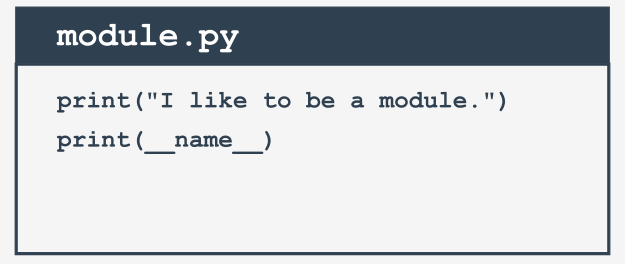 module.py
print("I like to be a module.")
print(__name__)